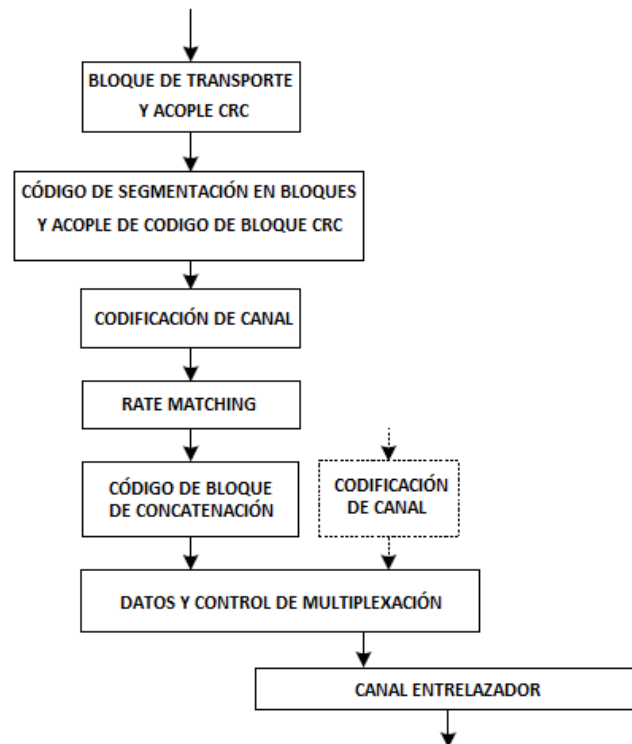 BLOQUE DE TRANSPORTE
Y ACOPLE CRC
CÓDIGO DE SEGMENTACIÓN EN BLOQUES
Y ACOPLE DE CODIGO DE BLOQUE CRC
CODIFICACIÓN DE CANAL
RATE MATCHING
CÓDIGO DE BLOQUE
DE CONCATENACIÓN
CODIFICACIÓN
DE CANAL
DATOS Y CONTROL DE MULTIPLEXACIÓN
CANAL ENTRELAZADOR